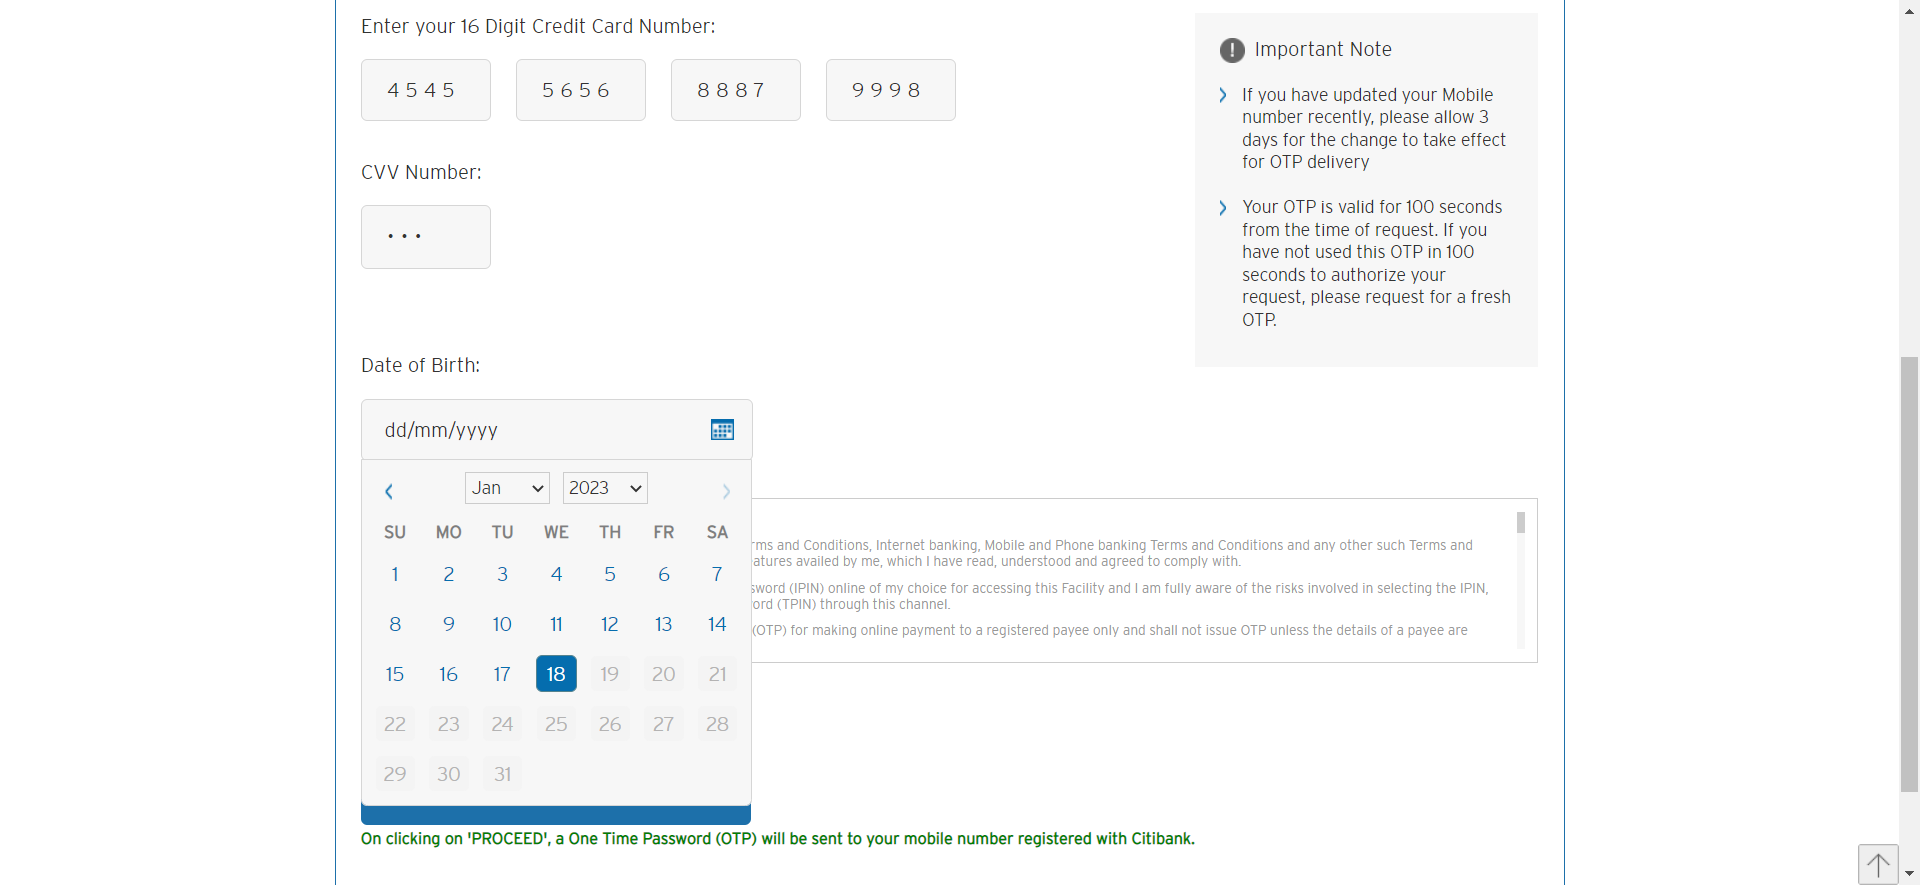 Enter your 16 Digit Credit Card Number:
4545 5656 8887 9998
CVV Number:
•••
Date of Birth:
dd/mm/yyyy
Jan 2023
SU MO TU WE TH FR SA
1 2 3 4 5 6 7
8 9 10 11 12 13 14
15 16 17 18 19 20 21
22 23 24 25 26 27 28
29 30 31
Important Note
If you have updated your Mobile
number recently, please allow 3
days for the change to take effect
for OTP delivery
Your OTP is valid for 100 seconds
from the time of request. If you
have not used this OTP in 100
seconds to authorize your
request, please request for a fresh
OTP.
and Conditions, Internet banking, Mobile and Phone banking Terms and Conditions and any other such Terms and
availed by me, which I have read, understood and agreed to comply with.
(IPIN) online of my choice for accessing this Facility and I am fully aware of the risks involved in selecting the IPIN,
(TPIN) through this channel.
(OTP) for making online payment to a registered payee only and shall not issue OTP unless the details of a payee are
On clicking on 'PROCEED', a One Time Password (OTP) will be sent to your mobile number registered with Citibank.